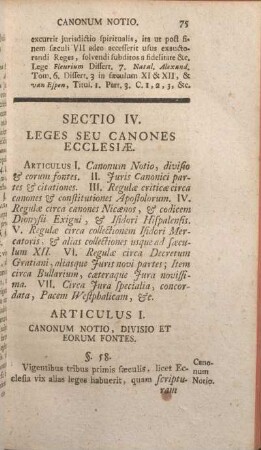 CANONUM NOTIO. 75
excurrit jurisdictio spiritualis, ita ut post fi-
nem sæculi VII adeo accesserit usus exaucto-
randi Reges, solvendi subditos a fidelitate &c.
Lege Fleurium Dissert. 7. Natal. Alexand.
Tom. 6. Dissert. 3 in sæculum XI & XII, &
van Espen, Titul. 1. Part. 3. C. 1, 2, 3, &c.
SECTIO IV.
LEGES SEU CANONES
ECCLESIÆ.
ARTICULUS I. Canonum Notio, divisio
& eorum fontes. II. Juris Canonici par-
tes & citationes. III. Regulæ criticæ circa
canones & constitutiones Apostolorum. IV.
Regulæ circa canones Nicænos, & codicem
Dionysii Exigui, & Isidori Hispalensis.
V. Regulæ circa collectionem Isidori Mer-
catoris, & alias collectiones usque ad sæcu-
lum XII. VI. Regulæ circa Decretum
Gratiani, aliasque Jures novi partes; Item
circa Bullarium, cæteraque Jura novissi-
ma. VII. Circa Jura specialia, concor-
data, Pacem Westphalicam, &c.
ARTICULUS I.
CANONUM NOTIO, DIVISIO ET
EORUM FONTES.
§. 58.
Vigentibus tribus primis sæculis, licet Ec-
clesia vix alias leges habuerit, quam scriptu-
ram
Cano-
num
Notio.